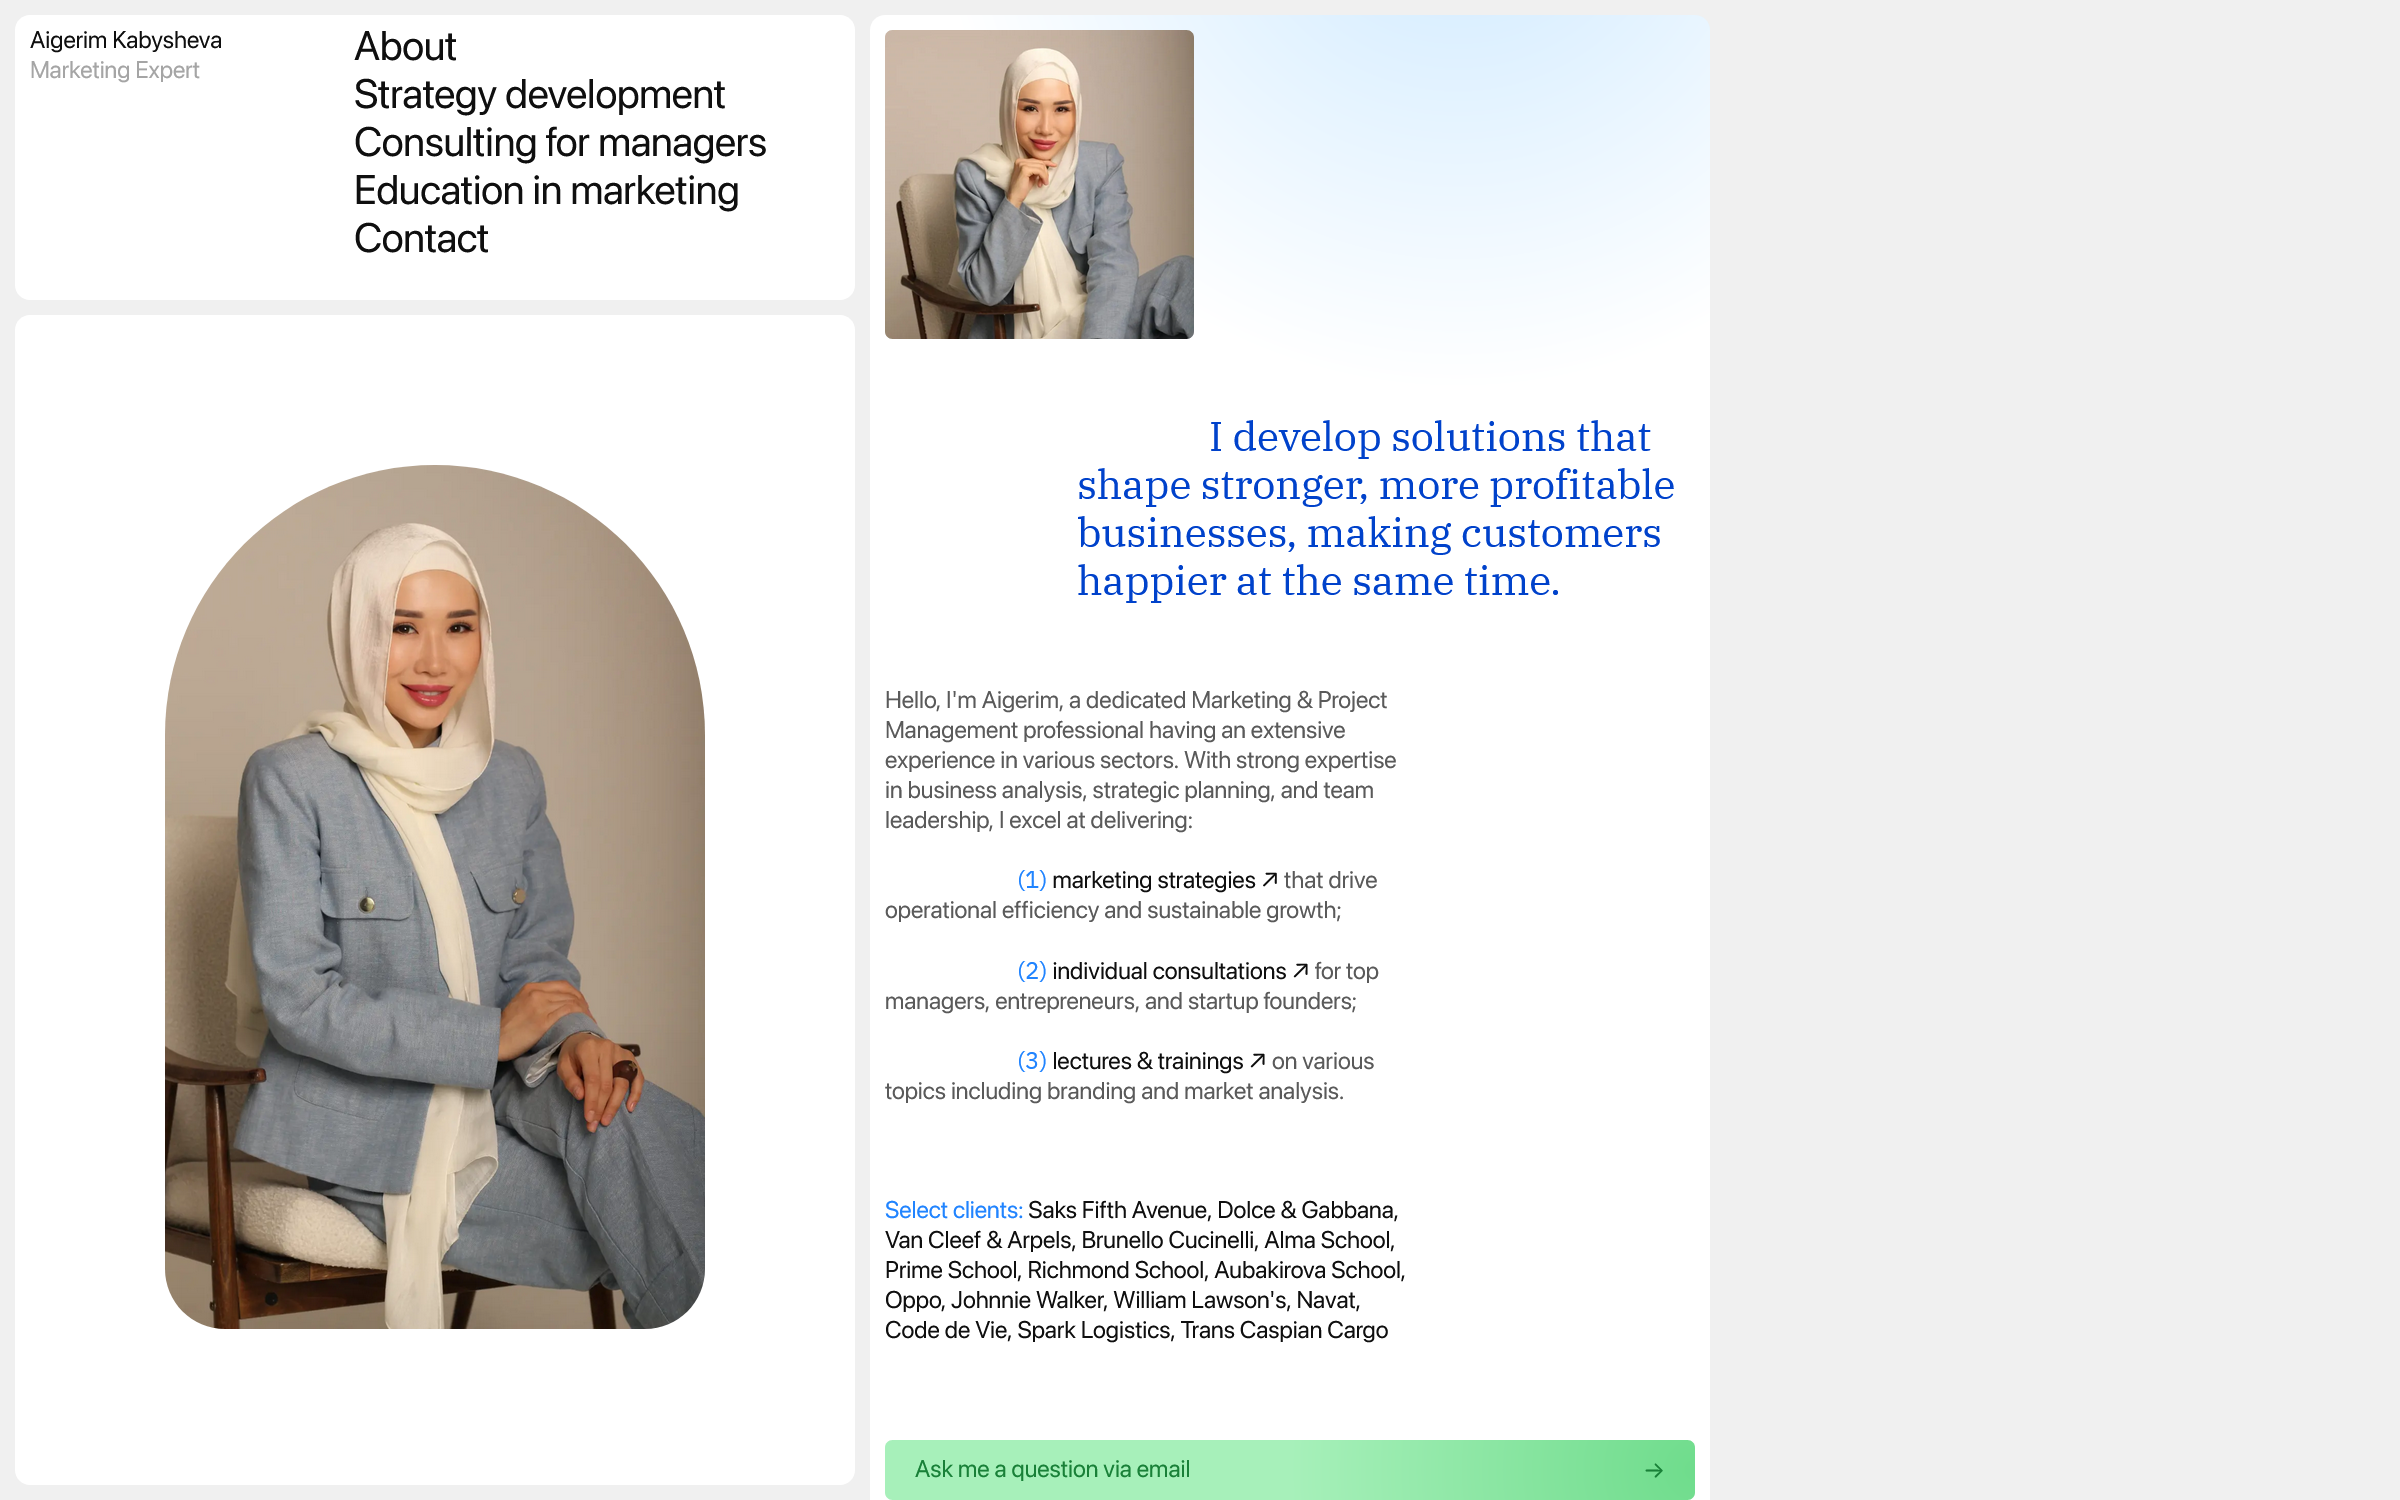 Aigerim Kabysheva
Marketing Expert
About
Strategy development
Consulting for managers
Education in marketing
Contact
I develop solutions that
shape stronger, more profitable
businesses, making customers
happier at the same time.
Hello, I'm Aigerim, a dedicated Marketing & Project
Management professional having an extensive
experience in various sectors. With strong expertise
in business analysis, strategic planning, and team
leadership, I excel at delivering:
(1) marketing strategies ↗ that drive
operational efficiency and sustainable growth;
(2) individual consultations ↗ for top
managers, entrepreneurs, and startup founders;
(3) lectures & trainings ↗ on various
topics including branding and market analysis.
Select clients: Saks Fifth Avenue, Dolce & Gabbana,
Van Cleef & Arpels, Brunello Cucinelli, Alma School,
Prime School, Richmond School, Aubakirova School,
Oppo, Johnnie Walker, William Lawson's, Navat,
Code de Vie, Spark Logistics, Trans Caspian Cargo
Ask me a question via email →